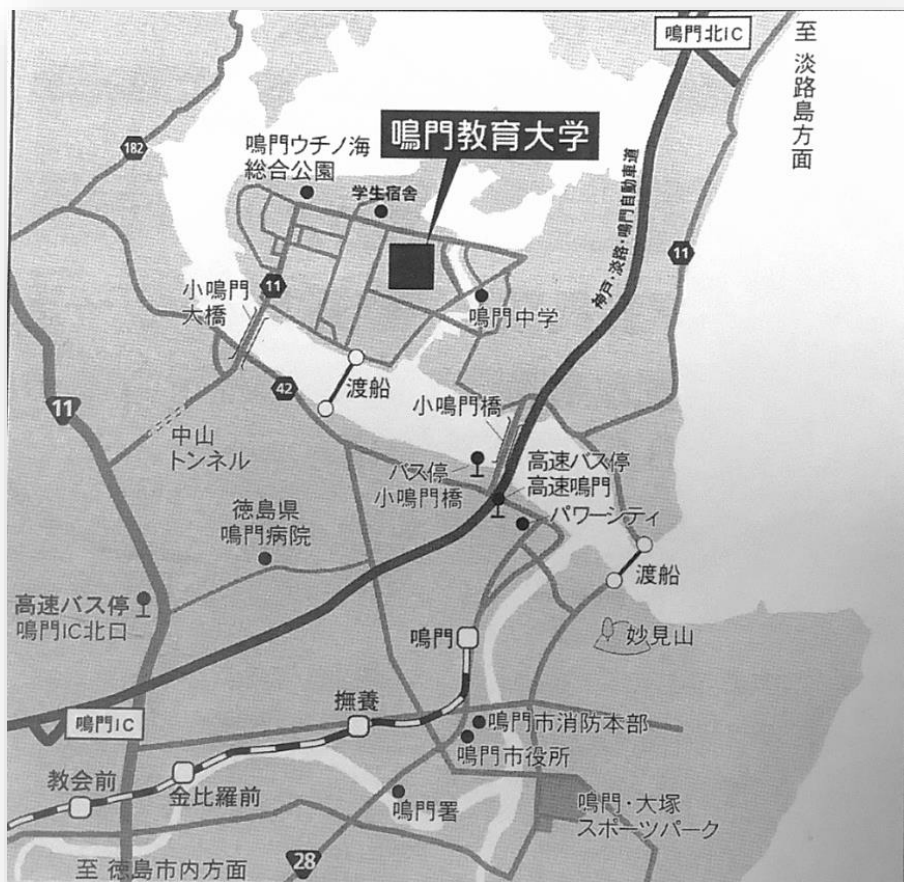 鳴門北IC
至 淡路島方面
182
鳴門教育大学
鳴門ウチノ海
総合公園
学生宿舎
神戸・淡路・鳴門自動車道
11
11
小鳴門
大橋
鳴門中学
42
渡船
11
小鳴門橋
中山
トンネル
バス停
小鳴門橋
高速バス停
高速鳴門
パワーシティ
徳島県
鳴門病院
渡船
高速バス停
鳴門IC北口
鳴門
妙見山
鳴門IC
撫養
鳴門市消防本部
鳴門市役所
教会前
金比羅前
鳴門署
鳴門・大塚
スポーツパーク
28
至 徳島市内方面